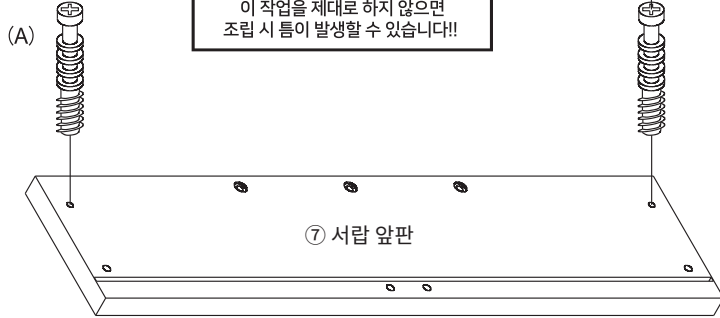 이 작업을 제대로 하지 않으면
조립 시 틈이 발생할 수 있습니다!!
(A)
⑦ 서랍 앞판